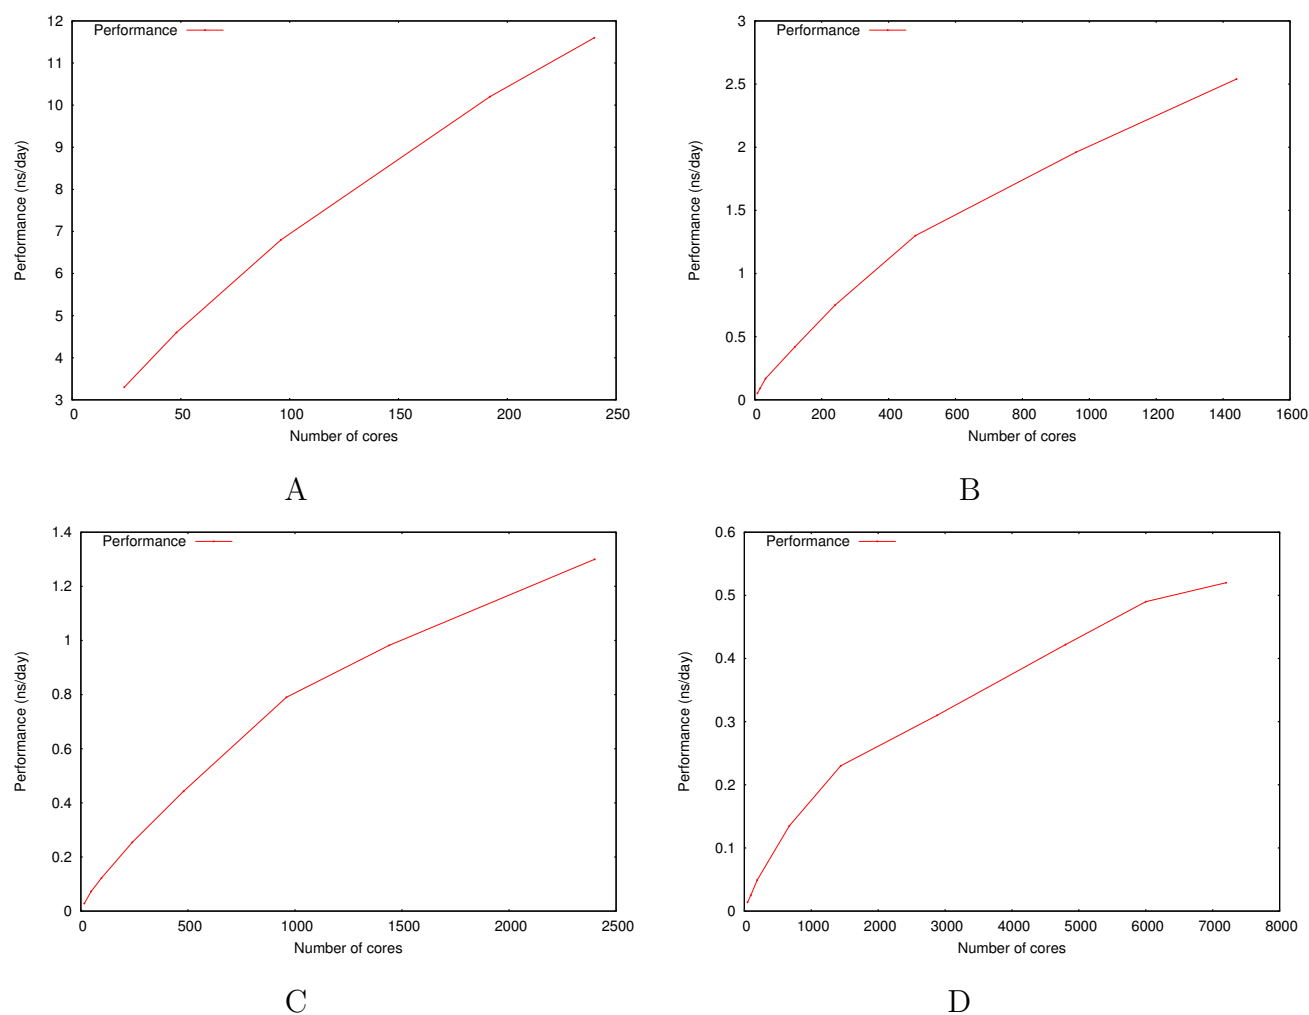 Performance
12
11
10
9
8
7
6
5
4
3
0 50 100 150 200 250
Performance (ns/day)
Number of cores
A
Performance
3
2.5
2
1.5
1
0.5
0
0 200 400 600 800 1000 1200 1400 1600
Performance (ns/day)
Number of cores
B
Performance
1.4
1.2
1
0.8
0.6
0.4
0.2
0
0 500 1000 1500 2000 2500
Performance (ns/day)
Number of cores
C
Performance
0.6
0.5
0.4
0.3
0.2
0.1
0
0 1000 2000 3000 4000 5000 6000 7000 8000
Performance (ns/day)
Number of cores
D